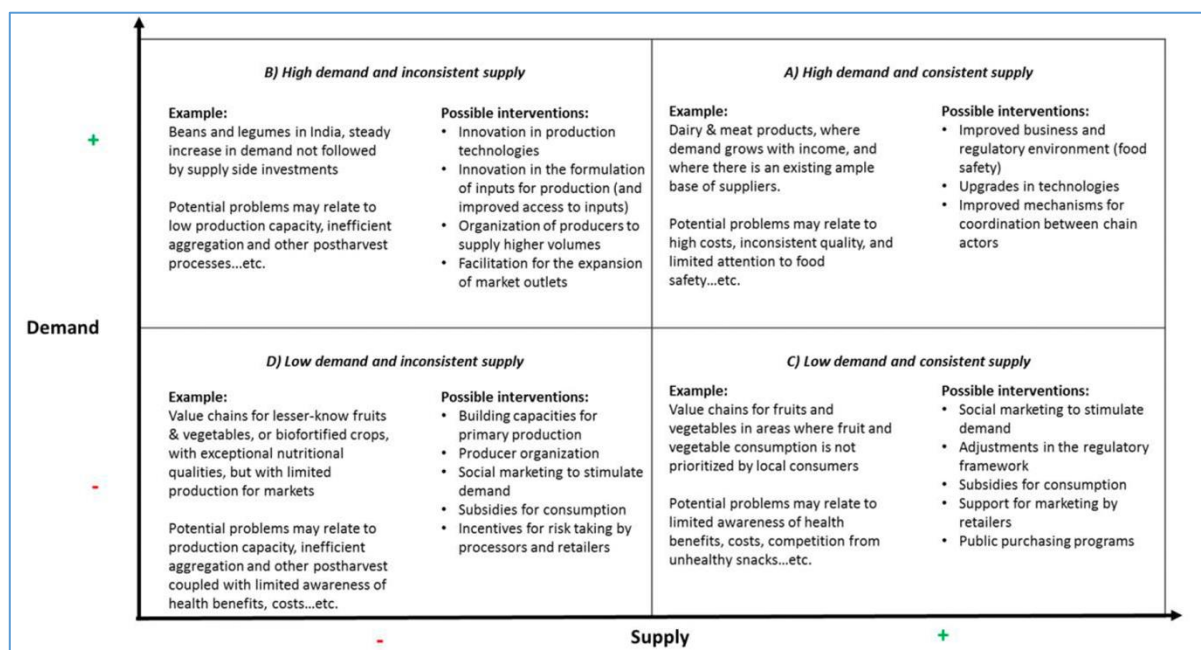 B) High demand and inconsistent supply
Example:
Beans and legumes in India, steady
increase in demand not followed
by supply side investments
Potential problems may relate to
low production capacity, inefficient
aggregation and other postharvest
processes...etc.
Possible interventions:
• Innovation in production
technologies
• Innovation in the formulation
of inputs for production (and
improved access to inputs)
• Organization of producers to
supply higher volumes
• Facilitation for the expansion
of market outlets
A) High demand and consistent supply
Example:
Dairy & meat products, where
demand grows with income, and
where there is an existing ample
base of suppliers.
Potential problems may relate to
high costs, inconsistent quality, and
limited attention to food
safety...etc.
Possible interventions:
• Improved business and
regulatory environment (food
safety)
• Upgrades in technologies
• Improved mechanisms for
coordination between chain
actors
+
Demand
-
D) Low demand and inconsistent supply
Example:
Value chains for lesser-know fruits
& vegetables, or biofortified crops,
with exceptional nutritional
qualities, but with limited
production for markets
Potential problems may relate to
production capacity, inefficient
aggregation and other postharvest
coupled with limited awareness of
health benefits, costs...etc.
Possible interventions:
• Building capacities for
primary production
• Producer organization
• Social marketing to stimulate
demand
• Subsidies for consumption
• Incentives for risk taking by
processors and retailers
C) Low demand and consistent supply
Example:
Value chains for fruits and
vegetables in areas where fruit and
vegetable consumption is not
prioritized by local consumers
Potential problems may relate to
limited awareness of health
benefits, costs, competition from
unhealthy snacks...etc.
Possible interventions:
• Social marketing to stimulate
demand
• Adjustments in the regulatory
framework
• Subsidies for consumption
• Support for marketing by
retailers
• Public purchasing programs
- Supply +